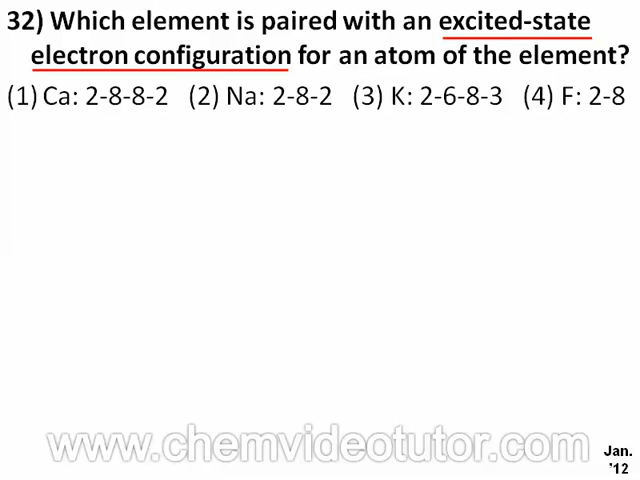 32) Which element is paired with an excited-state
electron configuration for an atom of the element?
(1) Ca: 2-8-8-2 (2) Na: 2-8-2 (3) K: 2-6-8-3 (4) F: 2-8
www.chemvideotutor.com
Jan.
'12